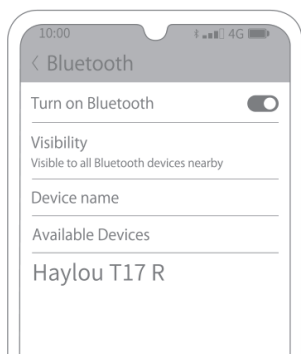 10:00 4G
< Bluetooth
Turn on Bluetooth
Visibility
Visible to all Bluetooth devices nearby
Device name
Available Devices
Haylou T17 R